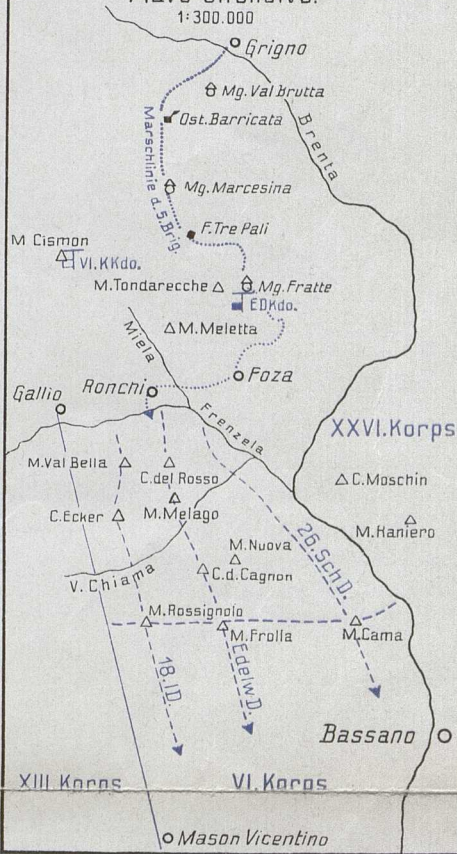 1:300.000
Grigno
Mg. Val Brutta
Ost. Barricata
Brenta
Marschlinie d. 5. Brig.
Mg. Marcesina
F. Tre Pali
M Cismon
VI. KKdo.
M. Tondarecche
Mg. Fratte
EDKdo.
Miela
M. Meletta
Foza
Ronchi
Gallio
Frenzela
XXVI. Korps
M. Val Bella
C. del Rosso
C. Moschin
C. Ecker
M. Melago
M. Raniero
26. Sch D.
M. Nuova
V. Chiama
C. d. Cagnon
M. Rossignolo
M. Frolla
M. Cama
18. ID.
Edelw D.
Bassano
XIII. Korps
VI. Korps
Mason Vicentino